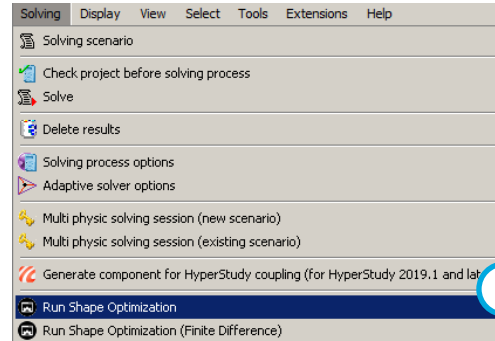 Solving Display View Select Tools Extensions Help
Solving scenario
Check project before solving process
Solve
Delete results
Solving process options
Adaptive solver options
Multi physic solving session (new scenario)
Multi physic solving session (existing scenario)
Generate component for HyperStudy coupling (for HyperStudy 2019.1 and
Run Shape Optimization
Run Shape Optimization (Finite Difference)